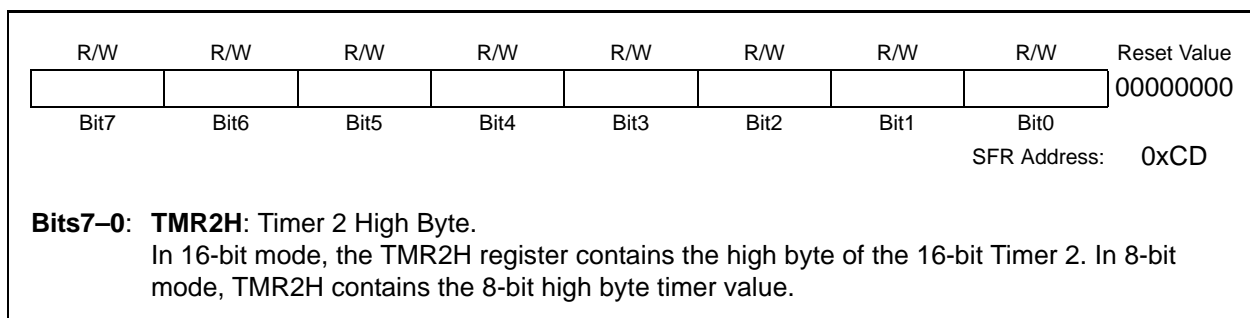 R/W R/W R/W R/W R/W R/W R/W R/W Reset Value
00000000
Bit7 Bit6 Bit5 Bit4 Bit3 Bit2 Bit1 Bit0
SFR Address: 0xCD
Bits7–0: TMR2H: Timer 2 High Byte.
In 16-bit mode, the TMR2H register contains the high byte of the 16-bit Timer 2. In 8-bit
mode, TMR2H contains the 8-bit high byte timer value.